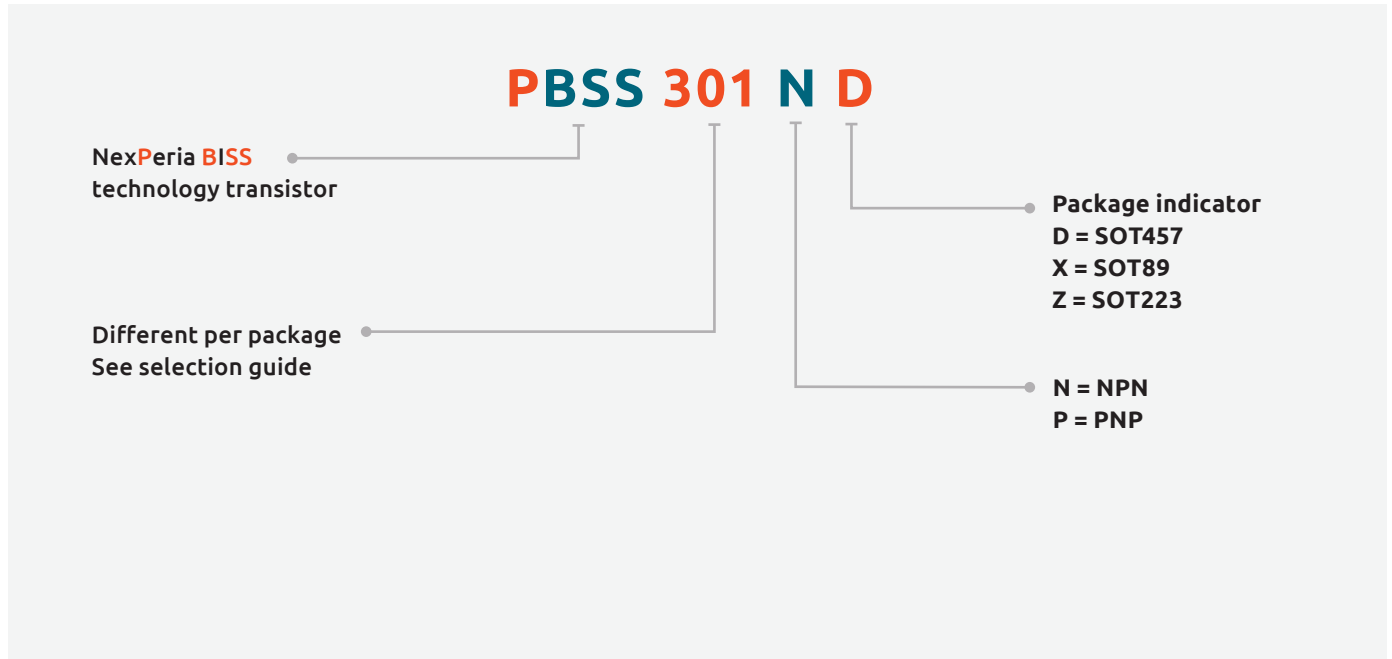 PBSS 301 N D
NexPeria BISS
technology transistor
Different per package
See selection guide
Package indicator
D = SOT457
X = SOT89
Z = SOT223
N = NPN
P = PNP